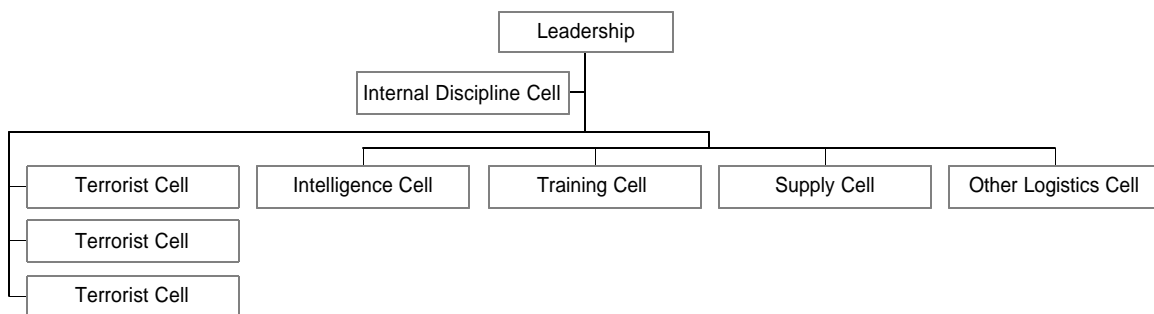 Leadership
Internal Discipline Cell
Terrorist Cell
Intelligence Cell
Training Cell
Supply Cell
Other Logistics Cell
Terrorist Cell
Terrorist Cell